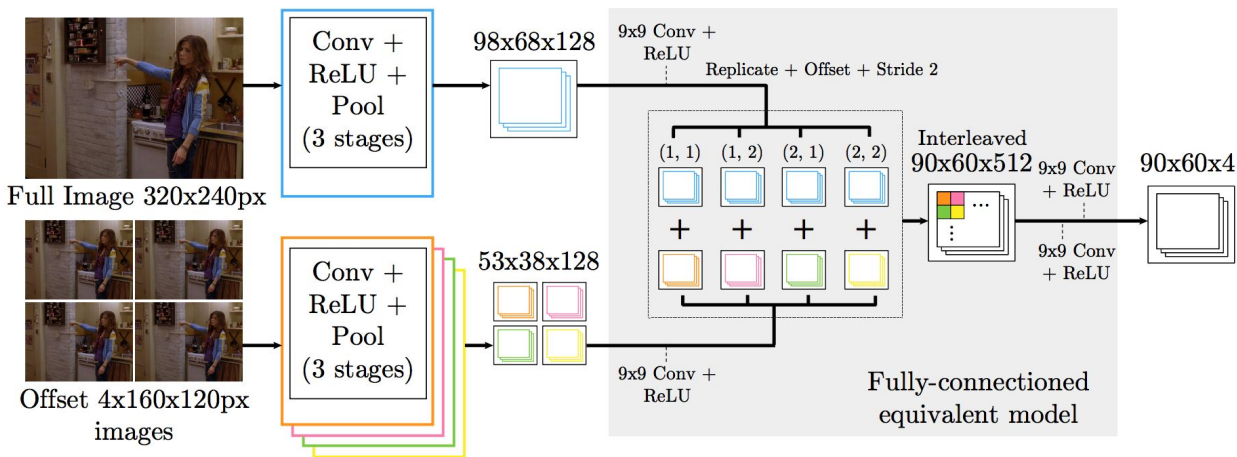 Full Image 320x240px
Conv +
ReLU +
Pool
(3 stages)
98x68x128
Offset 4x160x120px
images
Conv +
ReLU +
Pool
(3 stages)
53x38x128
9x9 Conv +
ReLU
Replicate + Offset + Stride 2
(1, 1) (1, 2) (2, 1) (2, 2)
+ + + +
9x9 Conv +
ReLU
Interleaved
90x60x512
9x9 Conv
+ ReLU
9x9 Conv
+ ReLU
90x60x4
Fully-connectioned
equivalent model